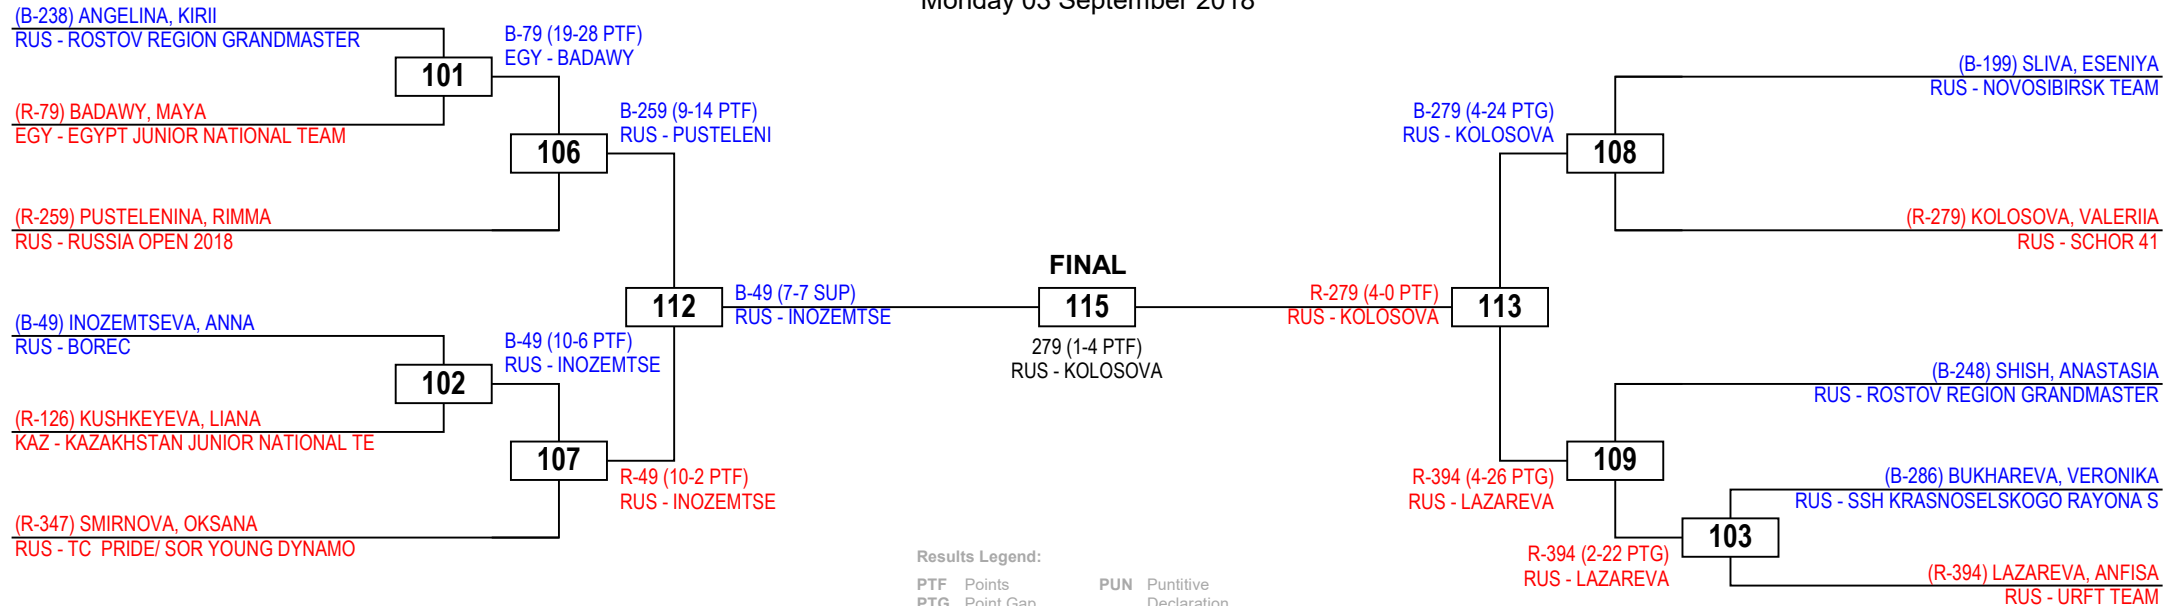 Monday 03 September 2018
(B-238) ANGELINA, KIRII
RUS - ROSTOV REGION GRANDMASTER
B-79 (19-28 PTF)
EGY - BADAWY
101
(R-79) BADAWY, MAYA
EGY - EGYPT JUNIOR NATIONAL TEAM
B-259 (9-14 PTF)
RUS - PUSTELENI
106
(R-259) PUSTELENINA, RIMMA
RUS - RUSSIA OPEN 2018
112
B-49 (7-7 SUP)
RUS - INOZEMTSE
(B-49) INOZEMTSEVA, ANNA
RUS - BOREC
B-49 (10-6 PTF)
RUS - INOZEMTSE
102
(R-126) KUSHKEYEVA, LIANA
KAZ - KAZAKHSTAN JUNIOR NATIONAL TE
107
R-49 (10-2 PTF)
RUS - INOZEMTSE
(R-347) SMIRNOVA, OKSANA
RUS - TC PRIDE/ SOR YOUNG DYNAMO
FINAL
115
279 (1-4 PTF)
RUS - KOLOSOVA
(B-199) SLIVA, ESENIYA
RUS - NOVOSIBIRSK TEAM
B-279 (4-24 PTG)
RUS - KOLOSOVA
108
(R-279) KOLOSOVA, VALERIIA
RUS - SCHOR 41
R-279 (4-0 PTF)
RUS - KOLOSOVA
113
(B-248) SHISH, ANASTASIA
RUS - ROSTOV REGION GRANDMASTER
R-394 (4-26 PTG)
RUS - LAZAREVA
109
(B-286) BUKHAREVA, VERONIKA
RUS - SSH KRASNOSELSKOGO RAYONA S
103
R-394 (2-22 PTG)
RUS - LAZAREVA
(R-394) LAZAREVA, ANFISA
RUS - URFT TEAM
Results Legend:
PTF Points PUN Puntitive
PTG Point Gap Declaration